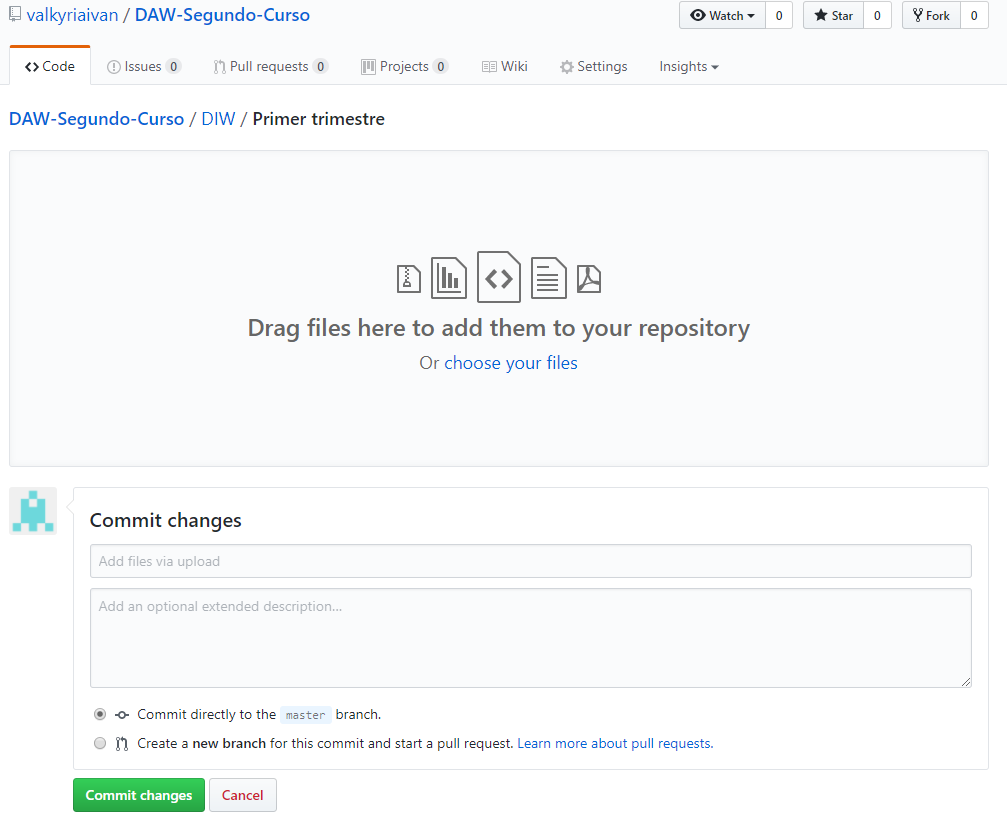 valkyriaivan / DAW-Segundo-Curso Watch 0 Star 0 Fork 0
Code Issues 0 Pull requests 0 Projects 0 Wiki Settings Insights
DAW-Segundo-Curso / DIW / Primer trimestre
Drag files here to add them to your repository
Or choose your files
Commit changes
Add files via upload
Add an optional extended description...
Commit directly to the master branch.
Create a new branch for this commit and start a pull request. Learn more about pull requests.
Commit changes Cancel